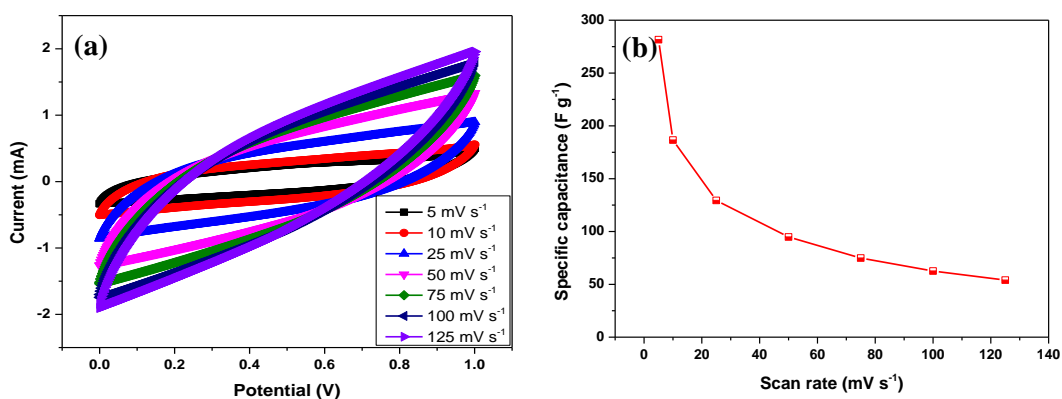 (a)
Current (mA)
2
1
0
-1
-2
0.0 0.2 0.4 0.6 0.8 1.0
Potential (V)
5 mV s⁻¹
10 mV s⁻¹
25 mV s⁻¹
50 mV s⁻¹
75 mV s⁻¹
100 mV s⁻¹
125 mV s⁻¹
(b)
Specific capacitance (F g⁻¹)
300
250
200
150
100
50
0
0 20 40 60 80 100 120 140
Scan rate (mV s⁻¹)